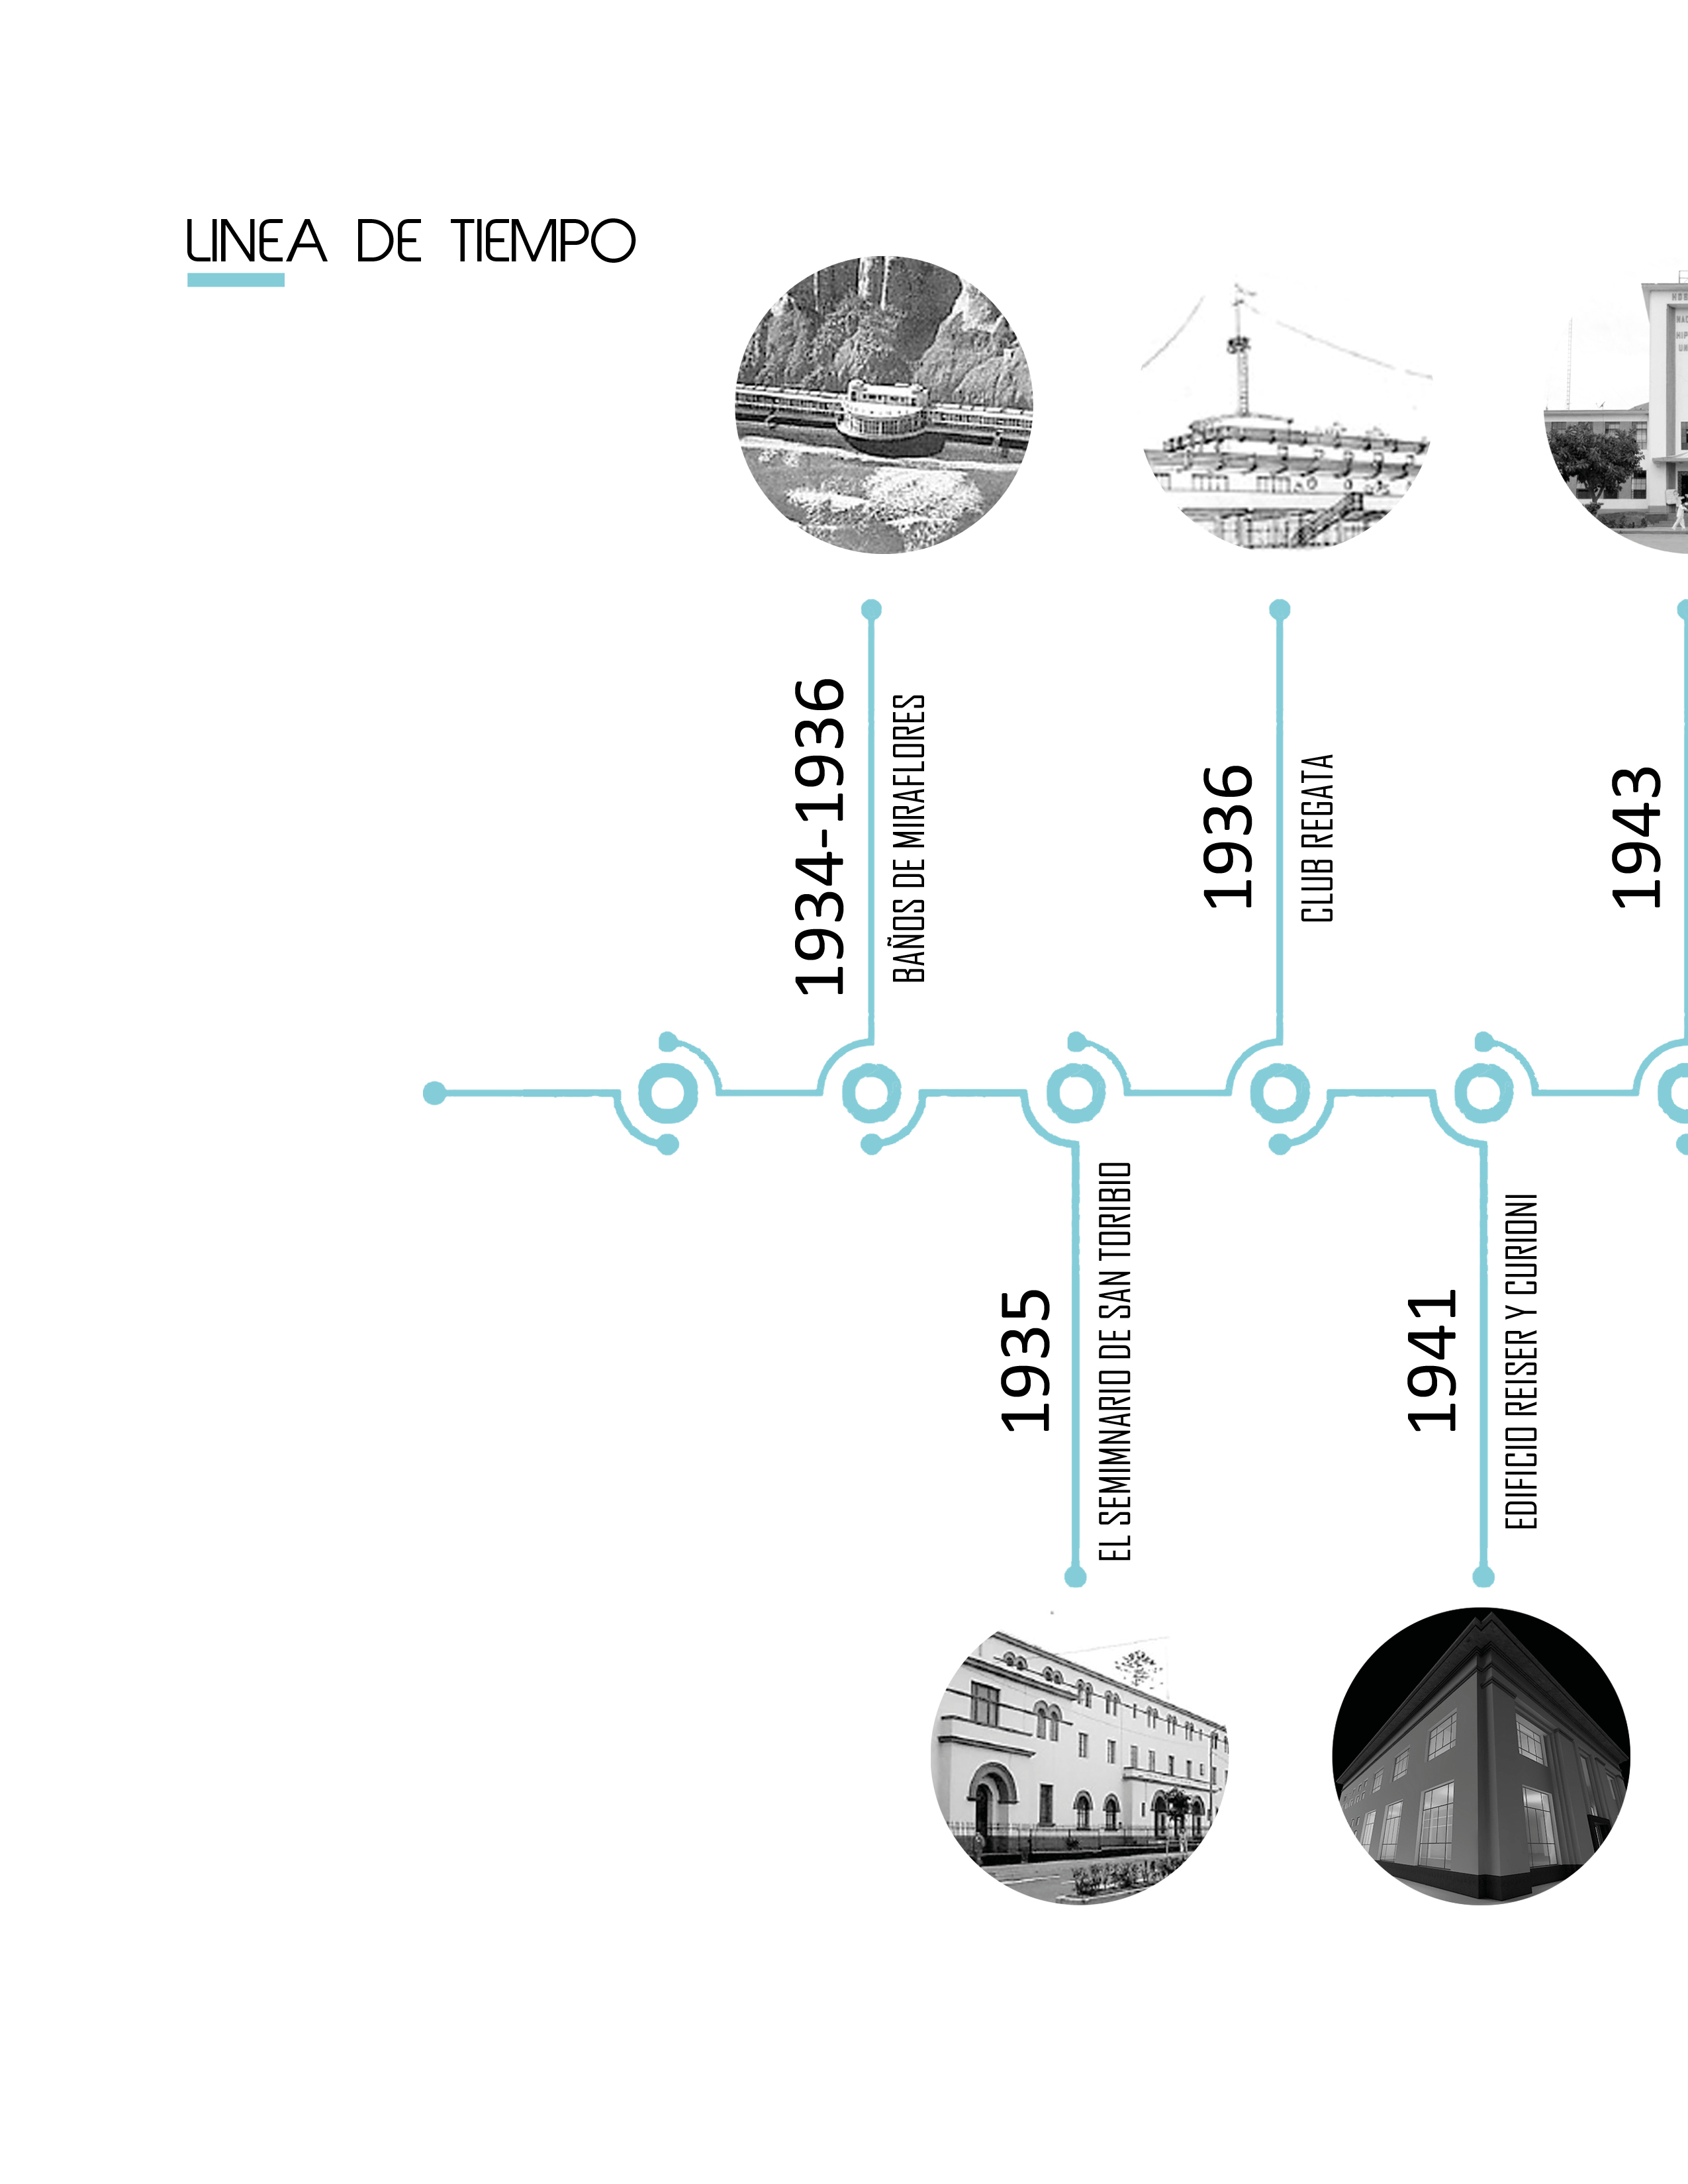 LINEA DE TIEMPO
1934-1936
BAÑOS DE MIRAFLORES
1935
EL SEMIMNARIO DE SAN TORIBIO
1936
CLUB REGATA
1941
EDIFICIO REISER Y CURIONI
1943